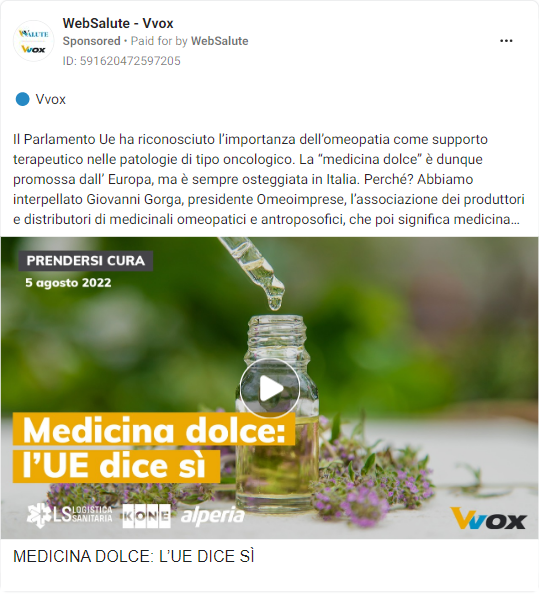 WebSalute - Vvox
Sponsored • Paid for by WebSalute
ID: 591620472597205
Vvox
Il Parlamento Ue ha riconosciuto l'importanza dell'omeopatia come supporto
terapeutico nelle patologie di tipo oncologico. La "medicina dolce" è dunque
promossa dall' Europa, ma è sempre osteggiata in Italia. Perché? Abbiamo
interpellato Giovanni Gorga, presidente Omeoimprese, l'associazione dei produttori
e distributori di medicinali omeopatici e antroposofici, che poi significa medicina...
PRENDERSI CURA
5 agosto 2022
Medicina dolce:
l'UE dice sì
LS LOGISTICA SANITARIA KONE alperia
Vvox
MEDICINA DOLCE: L'UE DICE SÌ